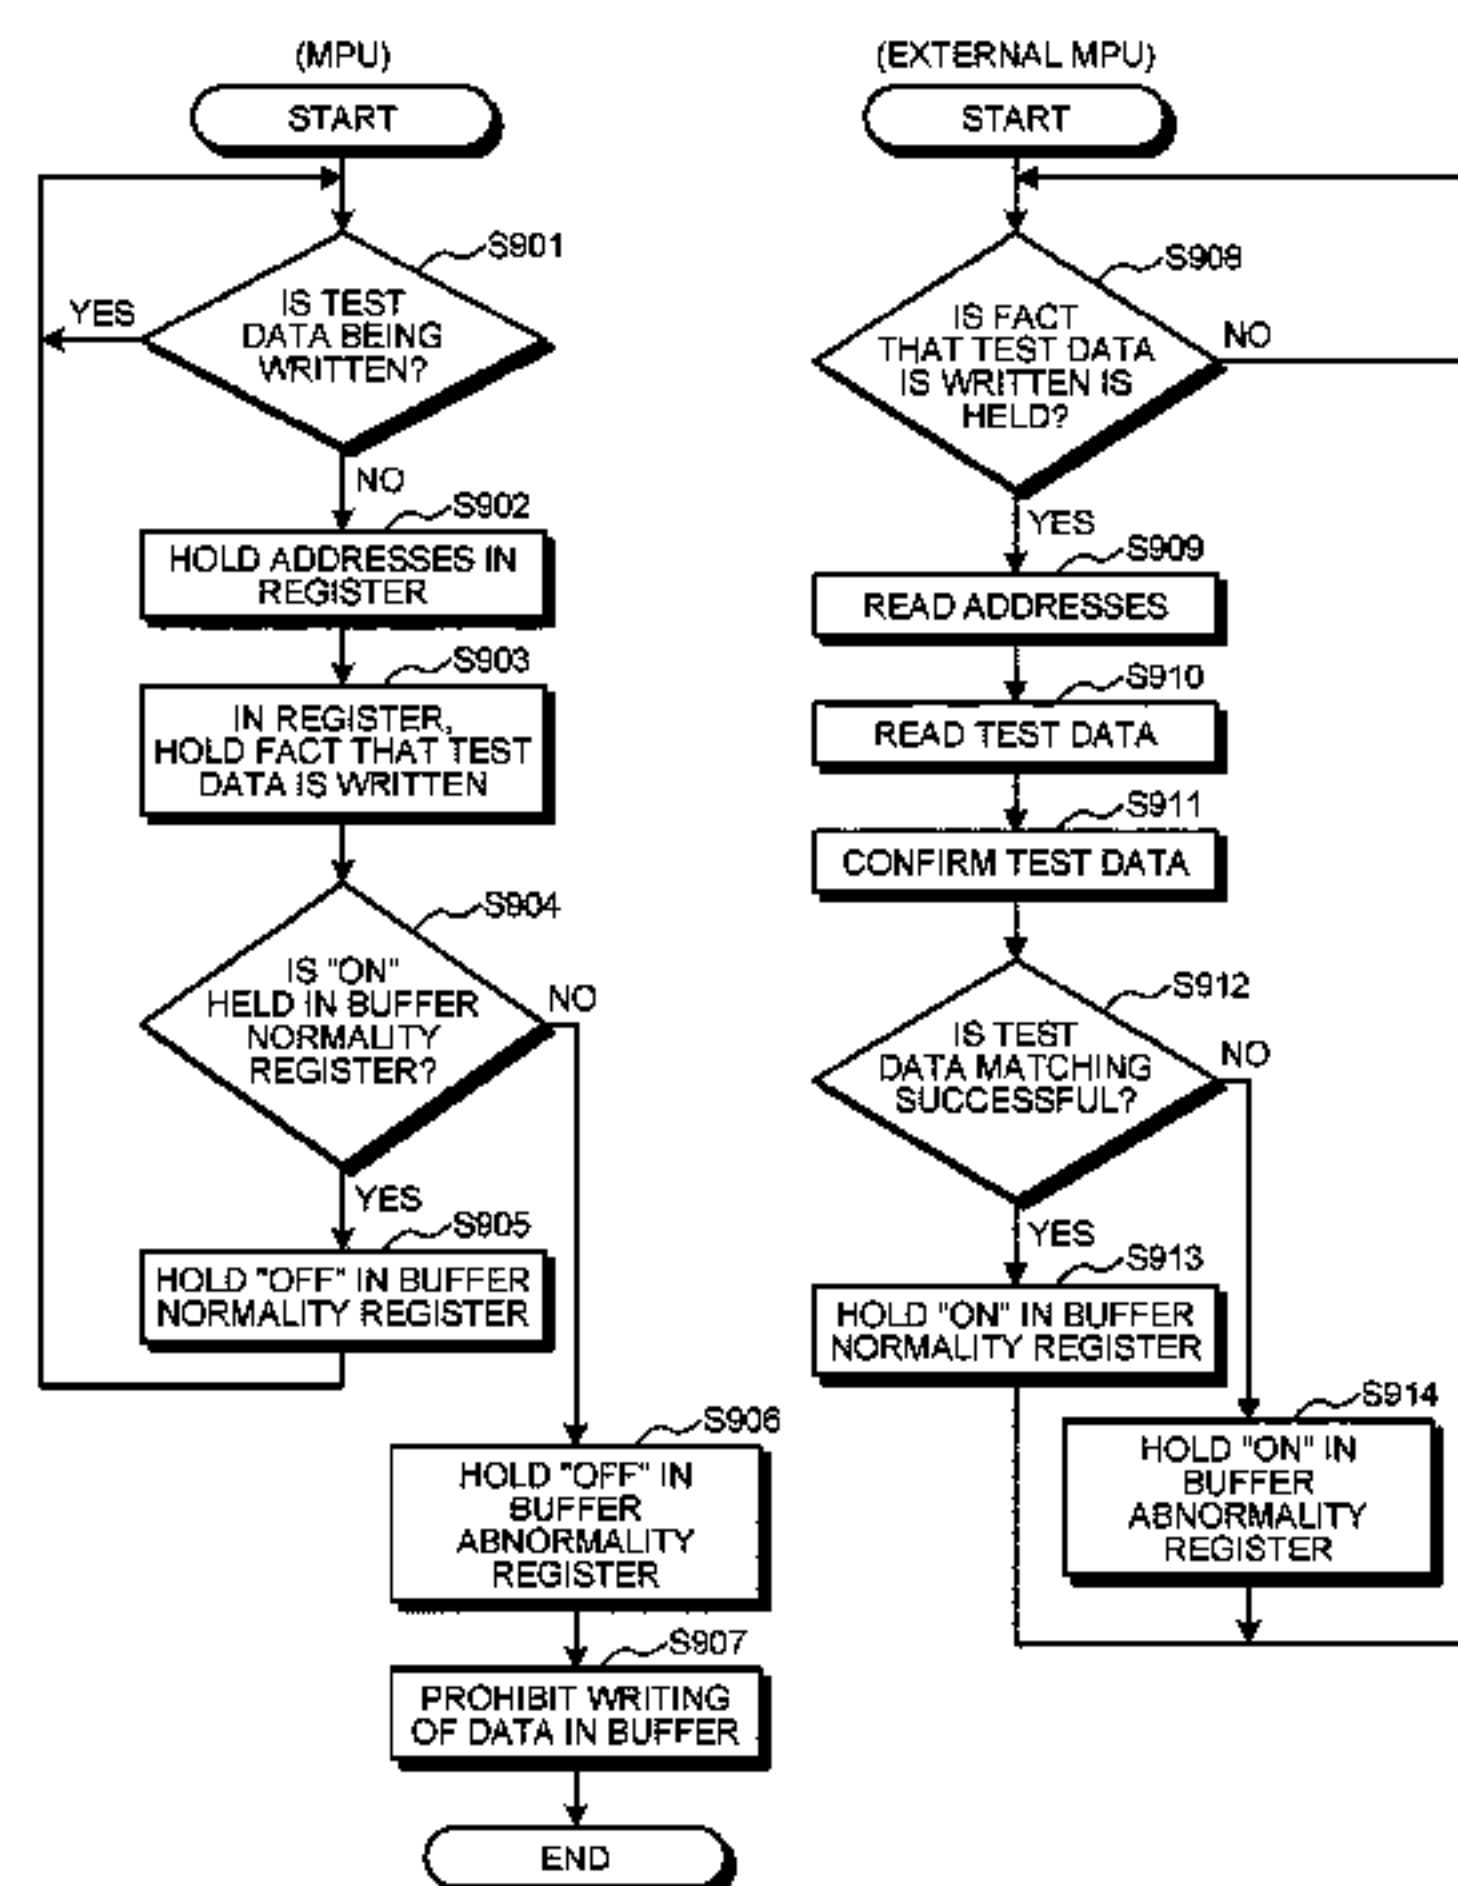 (MPU)
START
S901
IS TEST
DATA BEING
WRITTEN?
YES
NO
S902
HOLD ADDRESSES IN
REGISTER
S903
IN REGISTER,
HOLD FACT THAT TEST
DATA IS WRITTEN
S904
IS "ON"
HELD IN BUFFER
NORMALITY
REGISTER?
NO
YES
S905
HOLD "OFF" IN BUFFER
NORMALITY REGISTER
S906
HOLD "OFF" IN
BUFFER
ABNORMALITY
REGISTER
S907
PROHIBIT WRITING
OF DATA IN BUFFER
END
(EXTERNAL MPU)
START
S908
IS FACT
THAT TEST DATA
IS WRITTEN IS
HELD?
NO
YES
S909
READ ADDRESSES
S910
READ TEST DATA
S911
CONFIRM TEST DATA
S912
IS TEST
DATA MATCHING
SUCCESSFUL?
NO
YES
S913
HOLD "ON" IN BUFFER
NORMALITY REGISTER
S914
HOLD "ON" IN
BUFFER
ABNORMALITY
REGISTER